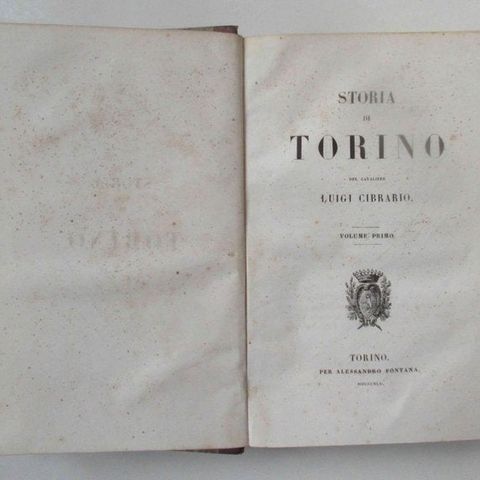 STORIA
DI
TORINO
DEL CAVALIERE
LUIGI CIBRARIO.
VOLUME PRIMO.
TORINO,
PER ALESSANDRO FONTANA.